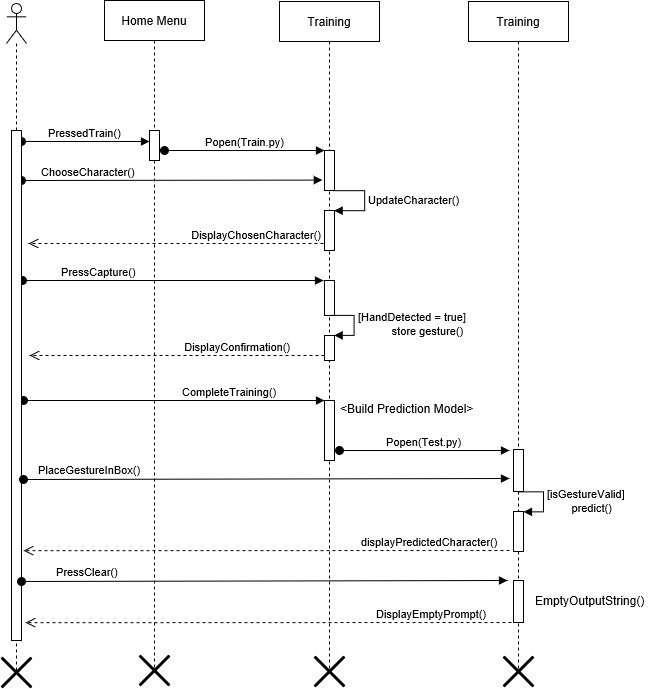 Home Menu
Training
Training
PressedTrain()
Popen(Train.py)
ChooseCharacter()
UpdateCharacter()
DisplayChosenCharacter()
PressCapture()
[HandDetected = true]
store gesture()
DisplayConfirmation()
CompleteTraining()
<Build Prediction Model>
Popen(Test.py)
PlaceGestureInBox()
[isGestureValid]
predict()
displayPredictedCharacter()
PressClear()
EmptyOutputString()
DisplayEmptyPrompt()